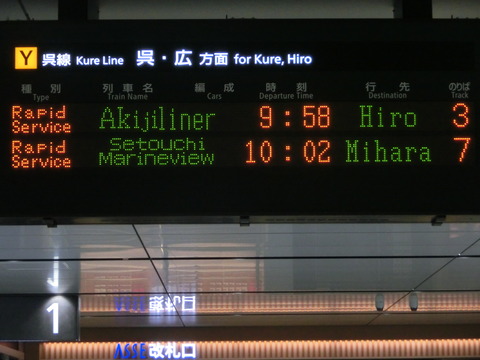 Y 呉線 Kure Line 呉・広 方面 for Kure, Hiro
種別 列車名 編成 時刻 行先 のりば
Type Train Name Cars Departure Time Destination Track
Rapid Service Akijiliner 9:58 Hiro 3
Rapid Service Setouchi Marineview 10:02 Mihara 7
1
ASSE 改札口
ASSE 改札口